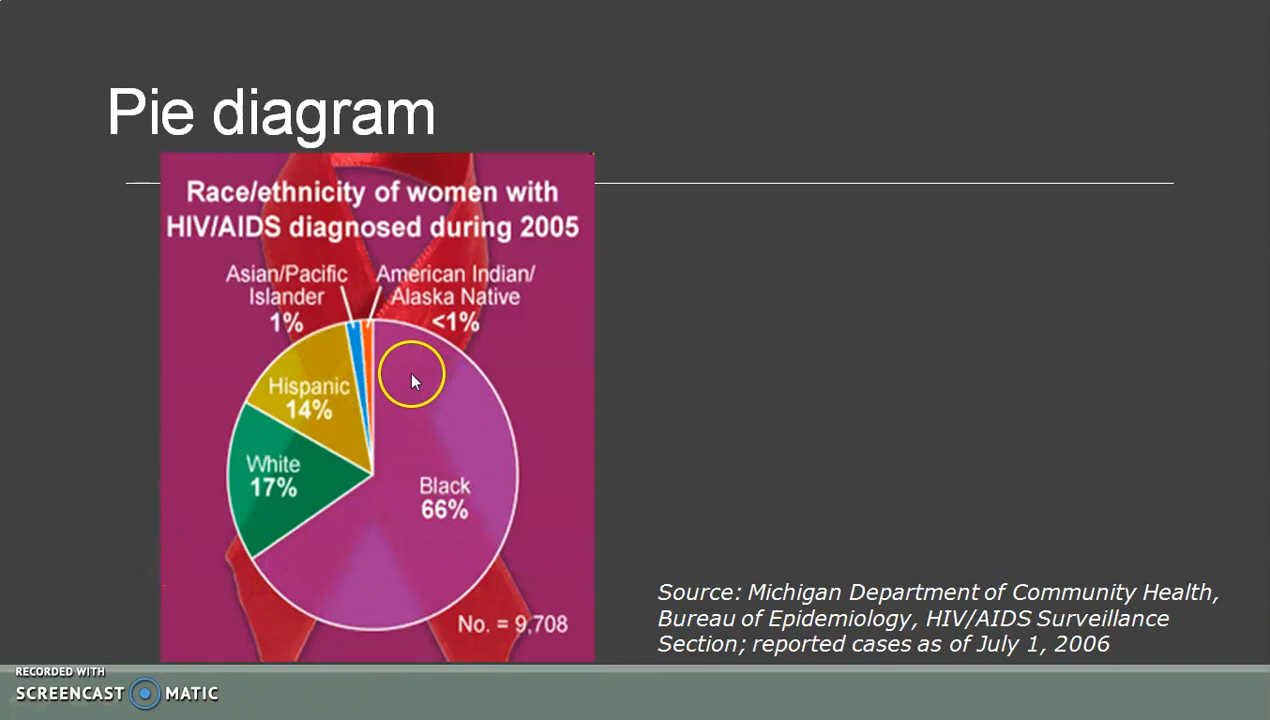 Pie diagram
Race/ethnicity of women with
HIV/AIDS diagnosed during 2005
Asian/Pacific
Islander
1%
American Indian/
Alaska Native
<1%
Hispanic
14%
White
17%
Black
66%
No. = 9,708
Source: Michigan Department of Community Health,
Bureau of Epidemiology, HIV/AIDS Surveillance
Section; reported cases as of July 1, 2006
RECORDED WITH
SCREENCAST MATIC